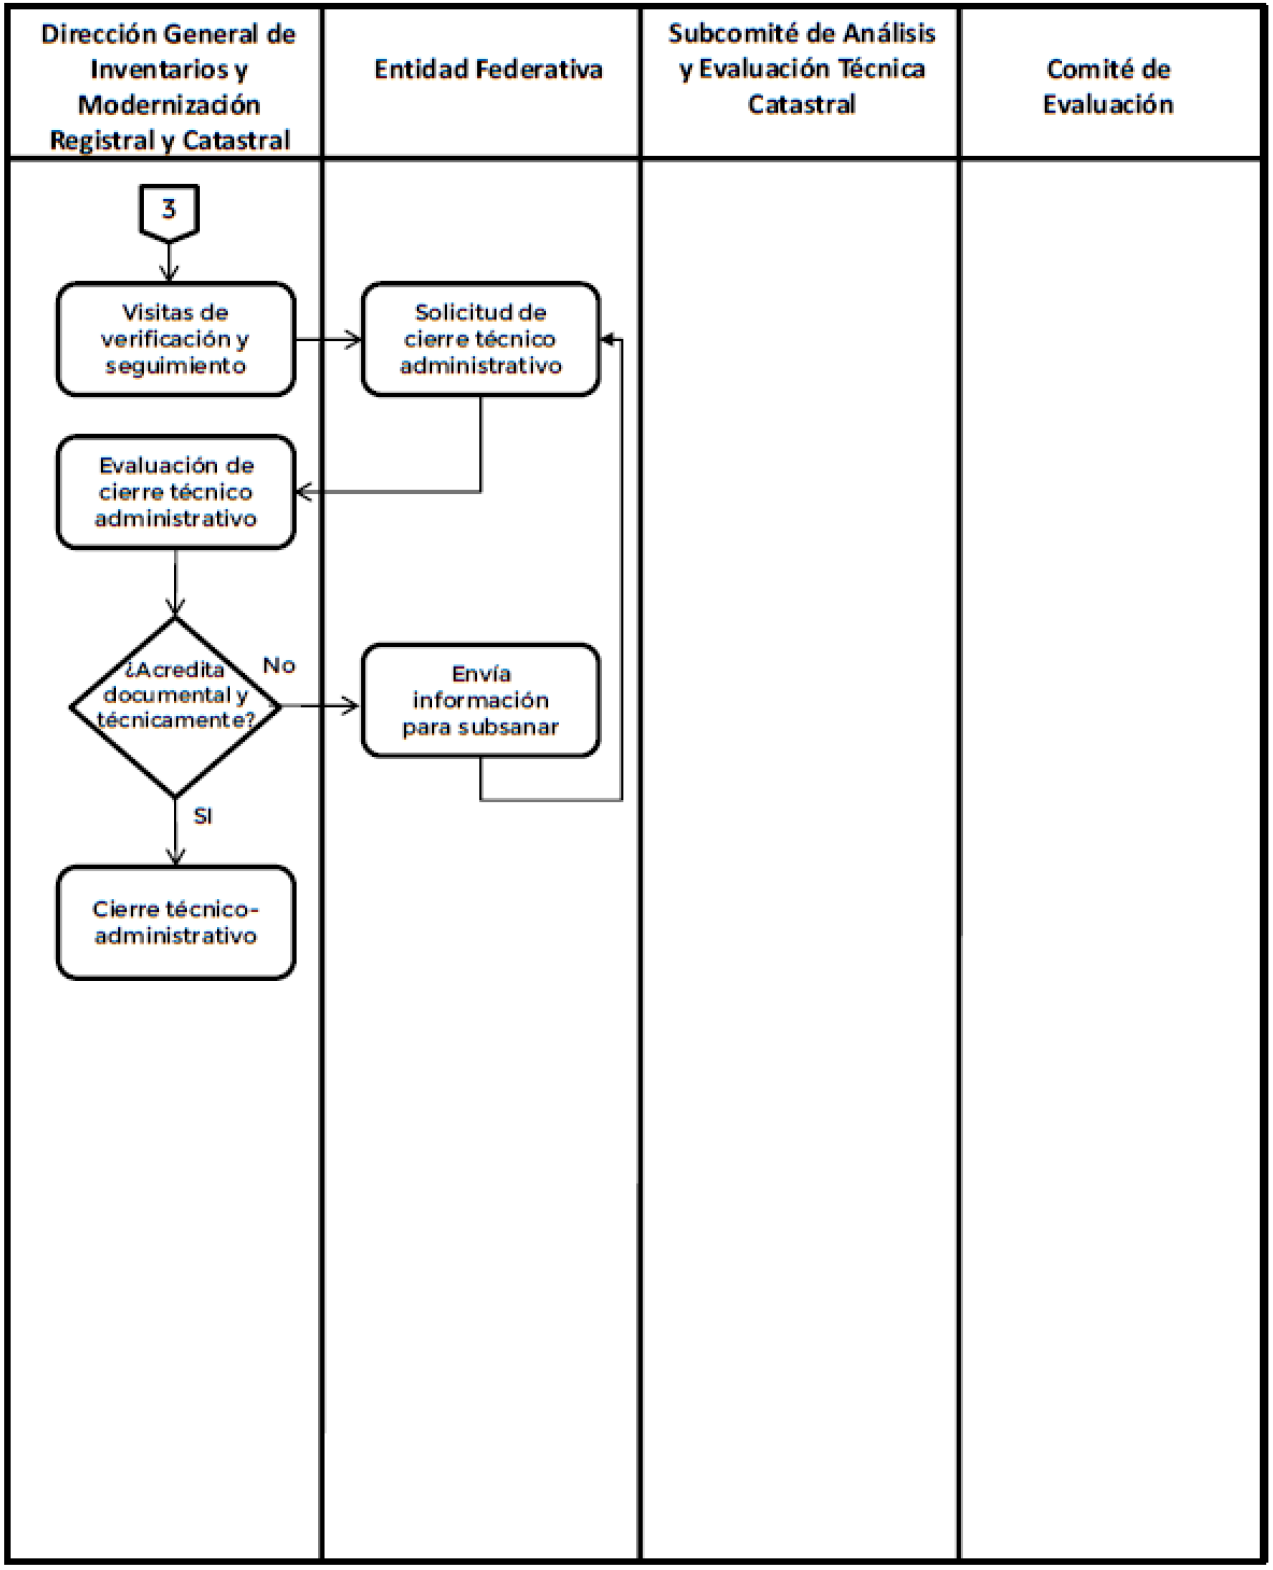 Dirección General de
Inventarios y
Modernización
Registral y Catastral
Entidad Federativa
Subcomité de Análisis
y Evaluación Técnica
Catastral
Comité de
Evaluación
3
Visitas de
verificación y
seguimiento
Solicitud de
cierre técnico
administrativo
Evaluación de
cierre técnico
administrativo
¿Acredita
documental y
técnicamente?
No
Envía
información
para subsanar
SI
Cierre técnico-
administrativo